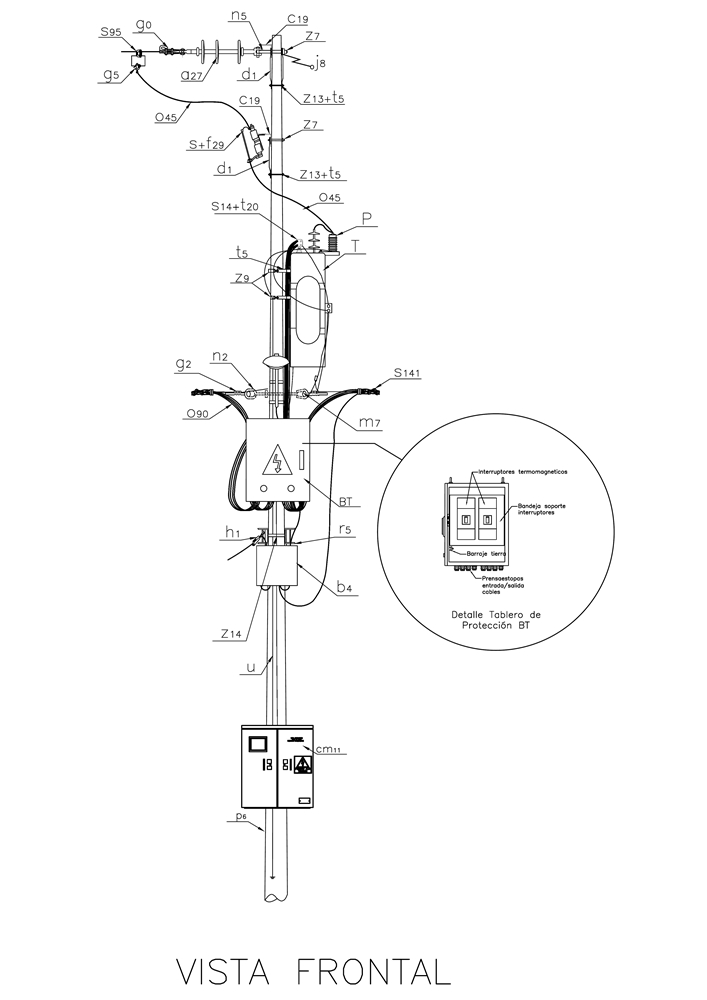 n5
C19
g0
S95
Z7
j8
g5
a27
d1
Z13+t5
O45
C19
Z7
S+f29
d1
Z13+t5
O45
S14+t20
P
T
t5
Z9
n2
g2
S141
O90
m7
BT
h1
r5
b4
Z14
u
cm11
p6
Interruptores termomagneticos
Bandeja soporte
interruptores
Barraje tierra
Prensaestopas
entrada/salida
cables
Detalle Tablero de
Protección BT
VISTA FRONTAL